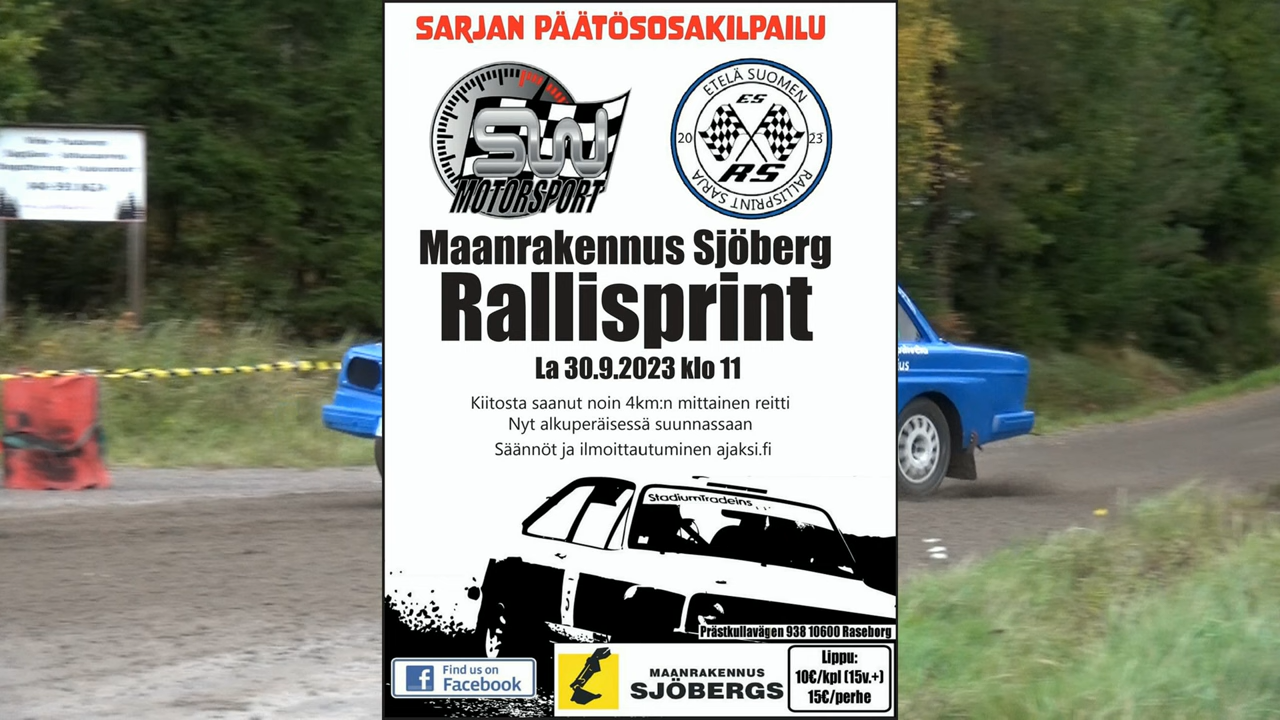 SARJAN PÄÄTÖSOSAKILPAILU
SW
MOTORSPORT
ETELÄ SUOMEN
ES
20 23
RS
RALLISPRINT SARJA
Maanrakennus Sjöberg
Rallisprint
La 30.9.2023 klo 11
Kiitosta saanut noin 4km:n mittainen reitti
Nyt alkuperäisessä suunnassaan
Säännöt ja ilmoittautuminen ajaksi.fi
StadiumTradeins
Prästkullavägen 938 10600 Raseborg
Find us on
Facebook
MAANRAKENNUS
SJÖBERGS
Lippu:
10€/kpl (15v.+)
15€/perhe